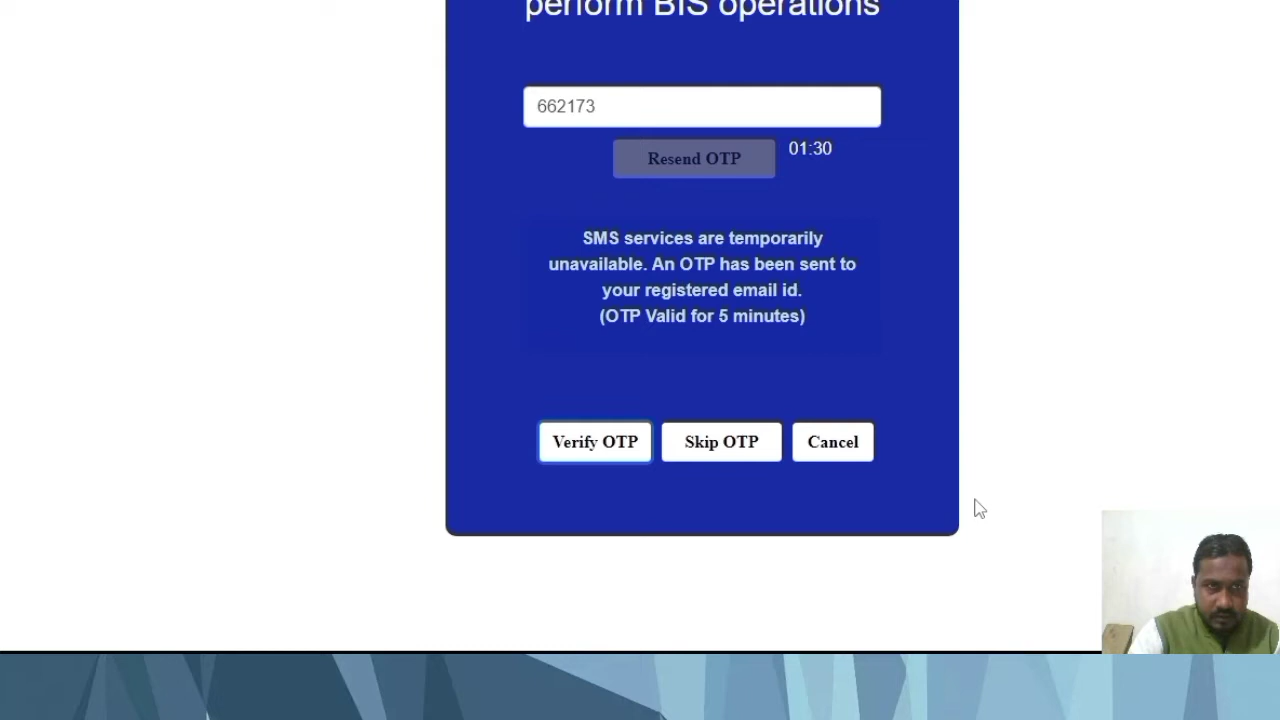 perform BIS operations
662173
Resend OTP
01:30
SMS services are temporarily
unavailable. An OTP has been sent to
your registered email id.
(OTP Valid for 5 minutes)
Verify OTP
Skip OTP
Cancel